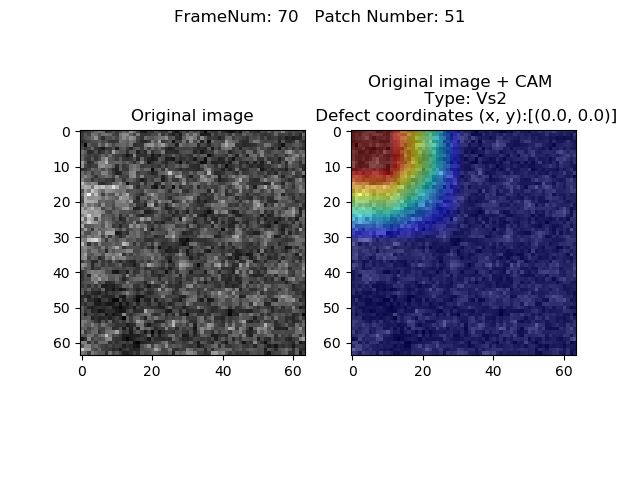 FrameNum: 70   Patch Number: 51
Original image
0
10
20
30
40
50
60
0 20 40 60
Original image + CAM
Type: Vs2
Defect coordinates (x, y):[(0.0, 0.0)]
0
10
20
30
40
50
60
0 20 40 60